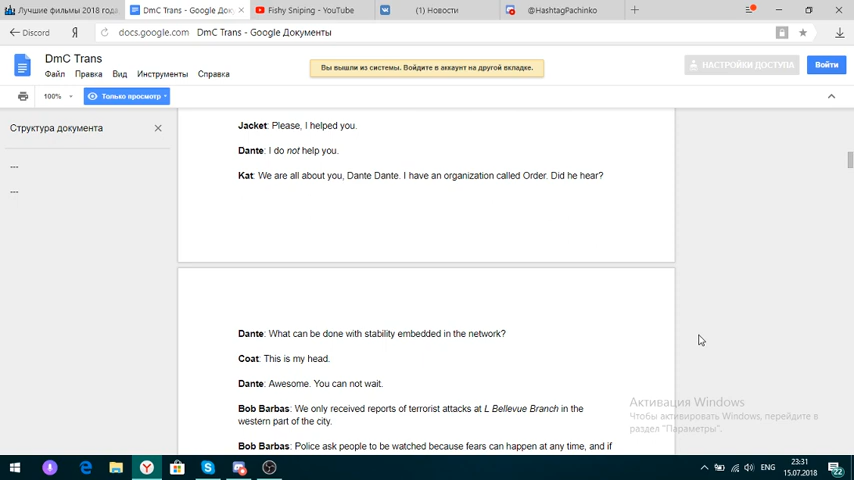 Лучшие фильмы 2018 года
DmC Trans - Google Доку
Fishy Sniping - YouTube
(1) Новости
@HashtagPachinko
Discord
Я
docs.google.com DmC Trans - Google Документы
DmC Trans
Файл Правка Вид Инструменты Справка
Вы вышли из системы. Войдите в аккаунт на другой вкладке.
НАСТРОЙКИ ДОСТУПА
Войти
100%
Только просмотр
Структура документа
---
---
Jacket: Please, I helped you.
Dante: I do not help you.
Kat: We are all about you, Dante Dante. I have an organization called Order. Did he hear?
Dante: What can be done with stability embedded in the network?
Coat: This is my head.
Dante: Awesome. You can not wait.
Bob Barbas: We only received reports of terrorist attacks at L Bellevue Branch in the
western part of the city.
Bob Barbas: Police ask people to be watched because fears can happen at any time, and if
Активация Windows
Чтобы активировать Windows, перейдите в
раздел "Параметры".
ENG
23:31
15.07.2018
22